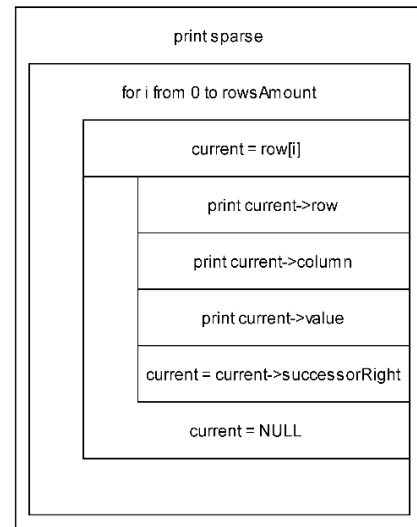 print sparse
for i from 0 to rowsAmount
current = row[i]
print current->row
print current->column
print current->value
current = current->successorRight
current = NULL